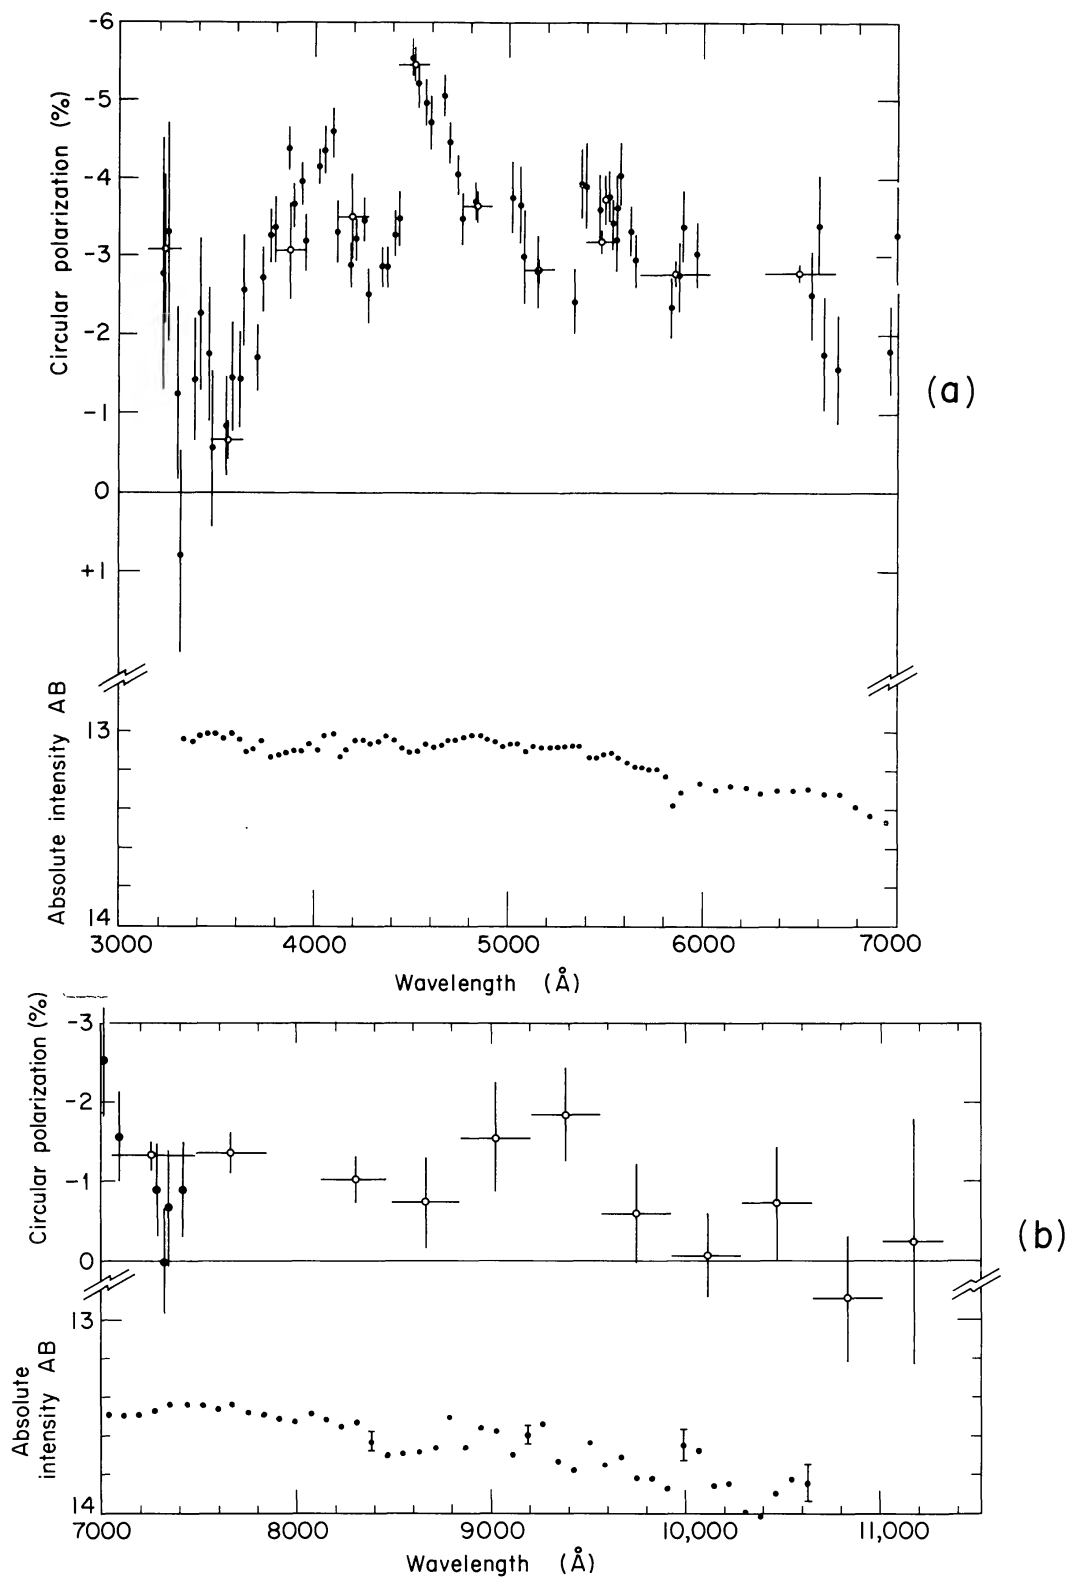 -6
-5
-4
-3
-2
-1
0
+1
Circular polarization (%)
(a)
13
14
Absolute intensity AB
3000 4000 5000 6000 7000
Wavelength (Å)
-3
-2
-1
0
Circular polarization (%)
(b)
13
14
Absolute
intensity AB
7000 8000 9000 10,000 11,000
Wavelength (Å)